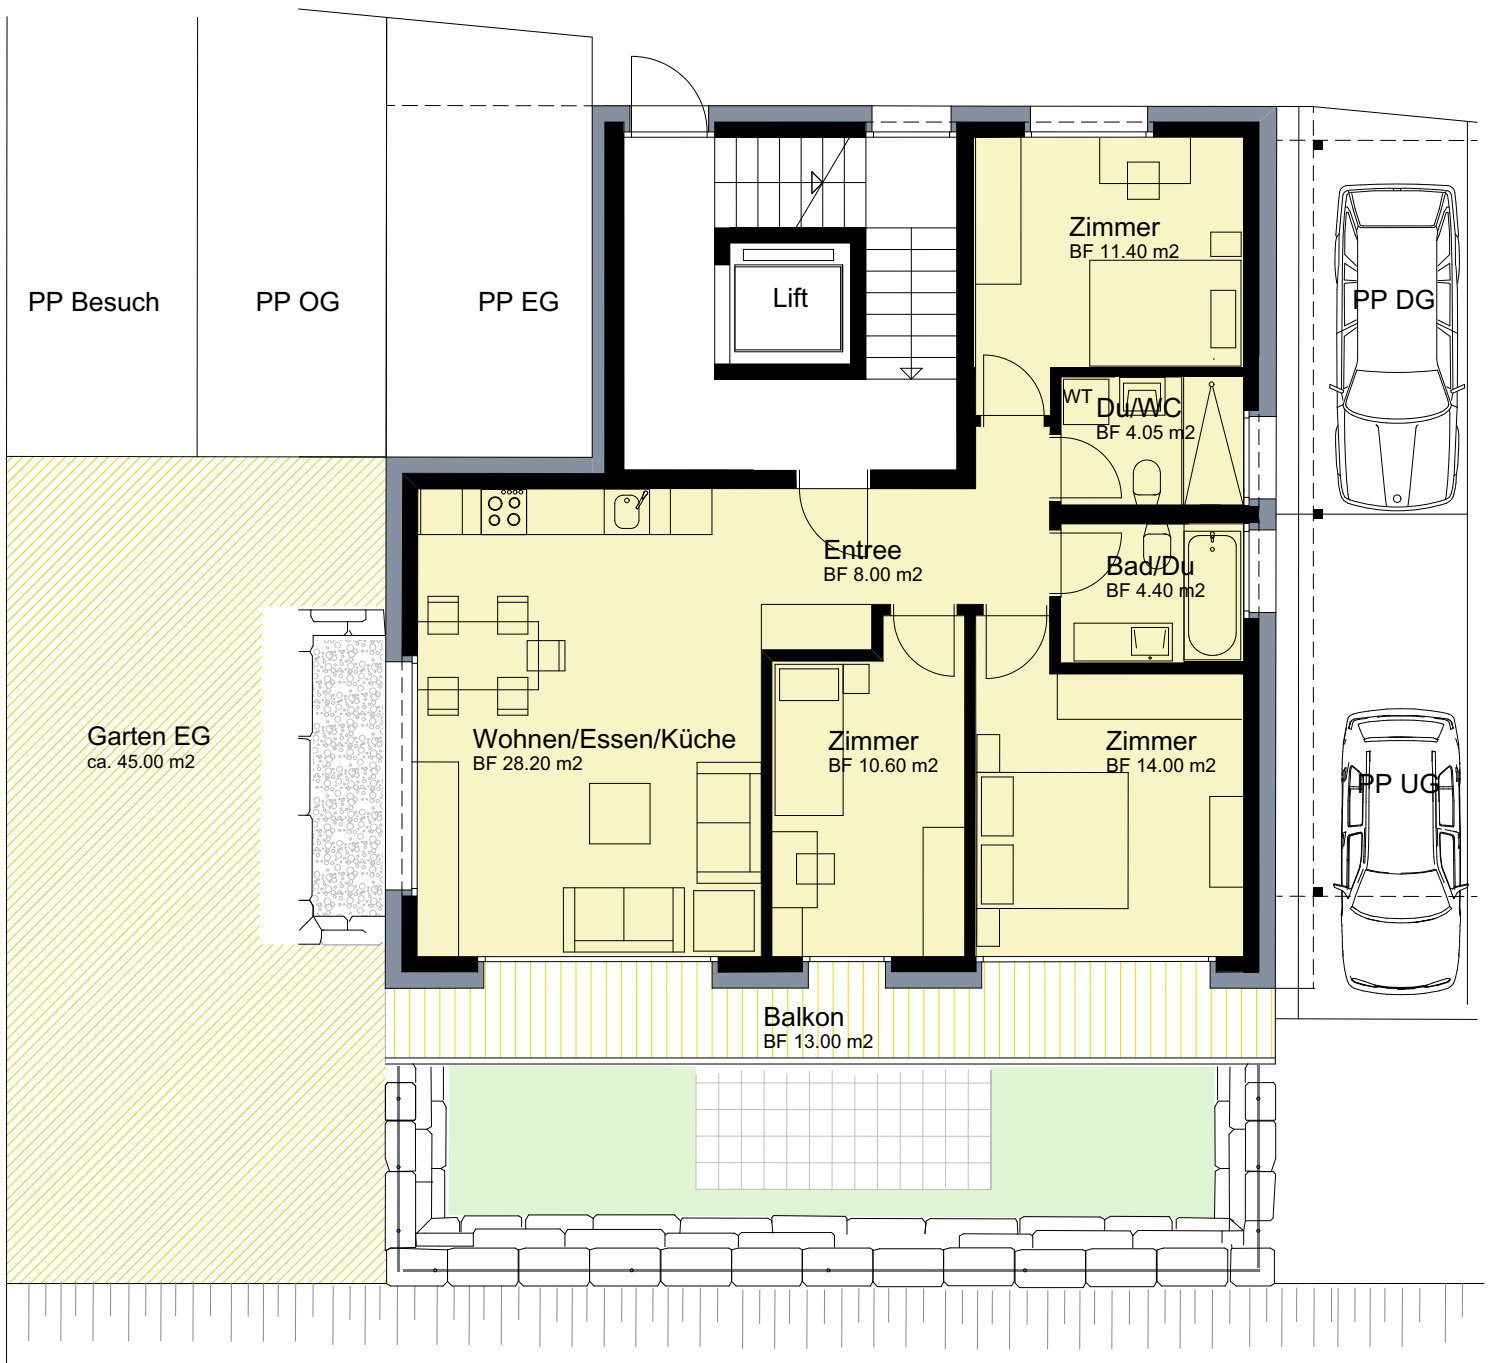 Zimmer
BF 11.40 m2
PP Besuch
PP OG
PP EG
Lift
PP DG
WT
Du/WC
BF 4.05 m2
Entree
BF 8.00 m2
Bad/Du
BF 4.40 m2
Garten EG
ca. 45.00 m2
Wohnen/Essen/Küche
BF 28.20 m2
Zimmer
BF 10.60 m2
Zimmer
BF 14.00 m2
PP UG
Balkon
BF 13.00 m2